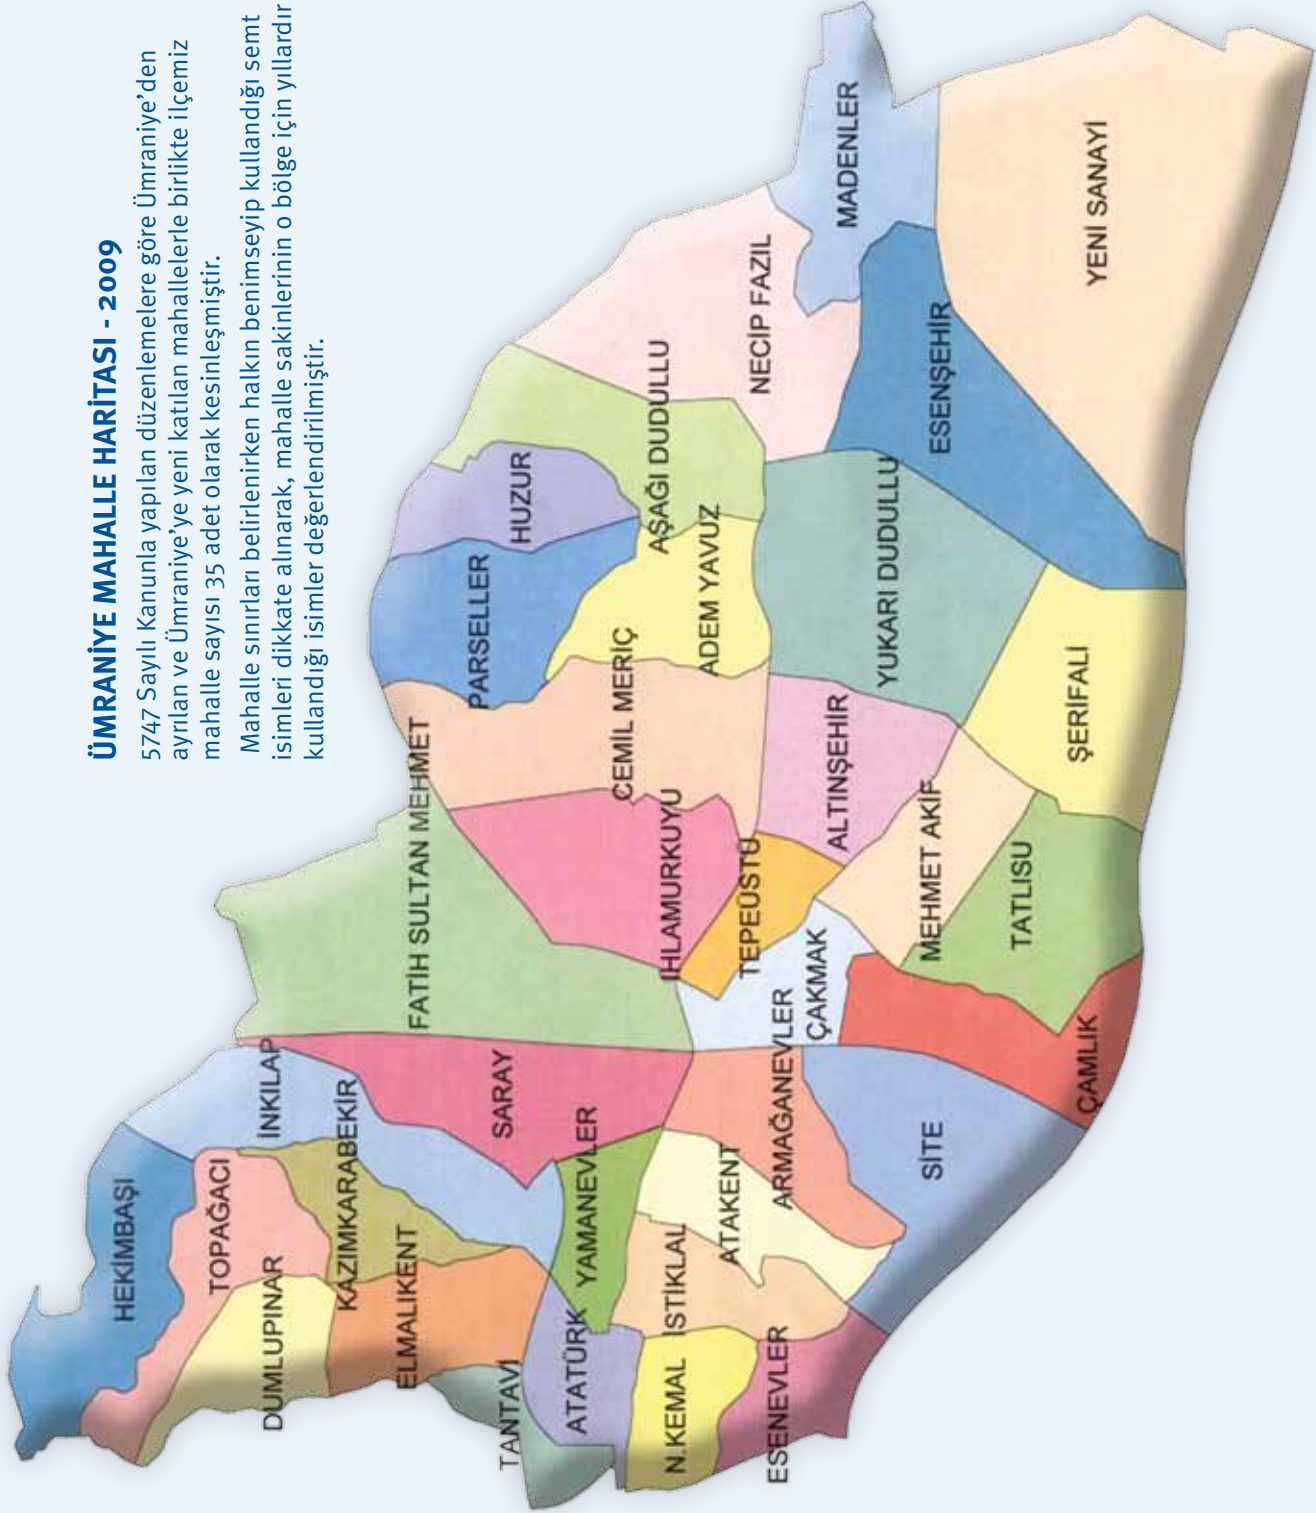 ÜMRANİYE MAHALLE HARİTASI - 2009
5747 Sayılı Kanunla yapılan düzenlemelere göre Ümraniye'den
ayrılan ve Ümraniye'ye yeni katılan mahallelerle birlikte ilçemiz
mahalle sayısı 35 adet olarak kesinleşmiştir.
Mahalle sınırları belirlenirken halkın benimseyip kullandığı semt
isimleri dikkate alınarak, mahalle sakinlerinin o bölge için yıllardır
kullandığı isimler değerlendirilmiştir.
HEKİMBAŞI
TOPAĞACI
İNKILAP
DUMLUPINAR
KAZIMKARABEKİR
ELMALIKENT
FATİH SULTAN MEHMET
PARSELLER
SARAY
TANTAVİ
HUZUR
ATATÜRK
YAMANEVLER
CEMİL MERİÇ
AŞAĞI DUDULLU
IHLAMURKUYU
N.KEMAL
İSTİKLAL
ADEM YAVUZ
ATAKENT
TEPEÜSTÜ
NECİP FAZIL
ESENEVLER
ARMAĞANEVLER
ÇAKMAK
ALTINŞEHİR
MADENLER
YUKARI DUDULLU
MEHMET AKİF
SİTE
ESENŞEHİR
TATLISU
ŞERİFALİ
ÇAMLIK
YENİ SANAYİ